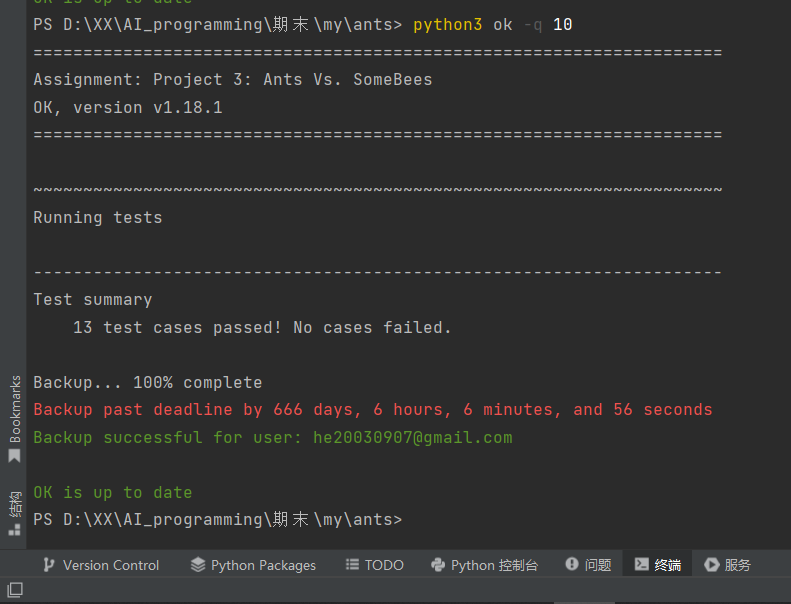 OK is up to date
PS D:\XX\AI_programming\期末\my\ants> python3 ok -q 10
=====================================================================
Assignment: Project 3: Ants Vs. SomeBees
OK, version v1.18.1
=====================================================================
~~~~~~~~~~~~~~~~~~~~~~~~~~~~~~~~~~~~~~~~~~~~~~~~~~~~~~~~~~~~~~~~~~~~~
Running tests
---------------------------------------------------------------------
Test summary
    13 test cases passed! No cases failed.
Backup... 100% complete
Backup past deadline by 666 days, 6 hours, 6 minutes, and 56 seconds
Backup successful for user: he20030907@gmail.com
OK is up to date
PS D:\XX\AI_programming\期末\my\ants>
Bookmarks
结构
Version Control Python Packages TODO Python 控制台 问题 终端 服务